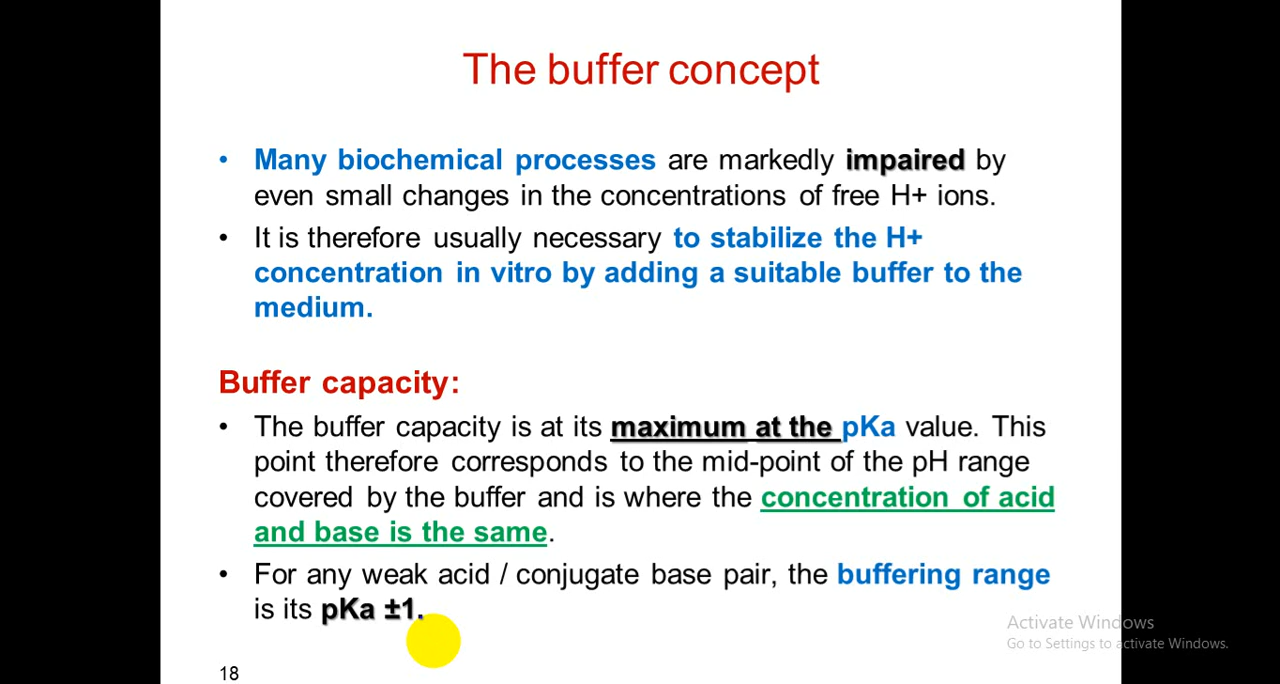 The buffer concept
• Many biochemical processes are markedly impaired by
even small changes in the concentrations of free H+ ions.
• It is therefore usually necessary to stabilize the H+
concentration in vitro by adding a suitable buffer to the
medium.
Buffer capacity:
• The buffer capacity is at its maximum at the pKa value. This
point therefore corresponds to the mid-point of the pH range
covered by the buffer and is where the concentration of acid
and base is the same.
• For any weak acid / conjugate base pair, the buffering range
is its pKa ±1.
Activate Windows
Go to Settings to activate Windows.
18